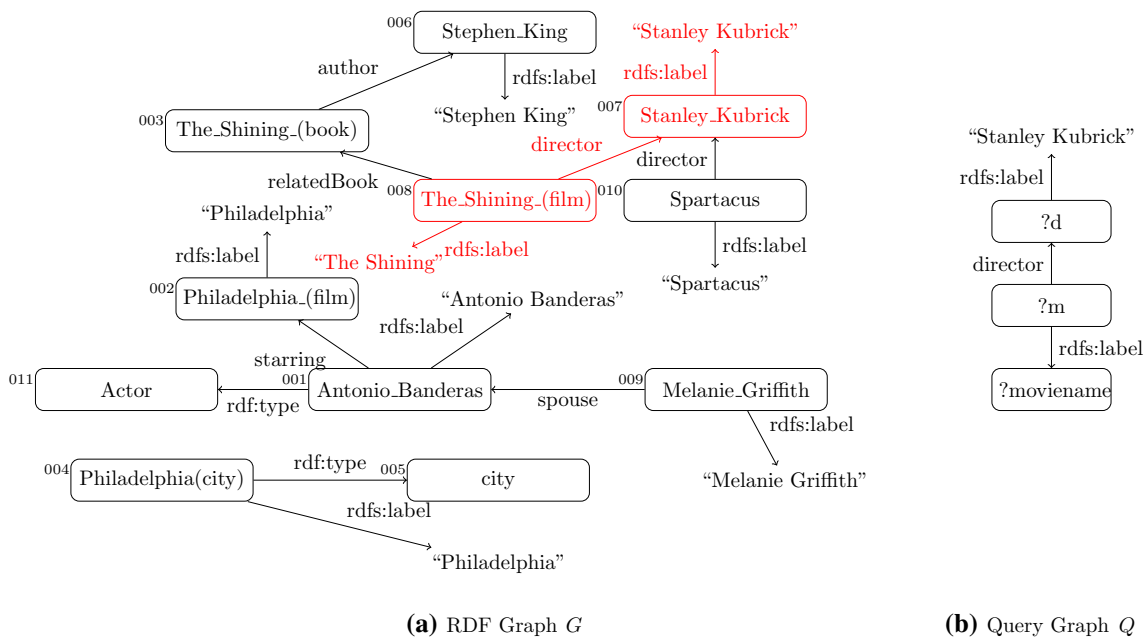 006
Stephen_King
"Stanley Kubrick"
author
rdfs:label
rdfs:label
003
The_Shining_(book)
"Stephen King"
007
Stanley_Kubrick
director
director
relatedBook
008
The_Shining_(film)
010
Spartacus
"Philadelphia"
rdfs:label
"The Shining"
rdfs:label
rdfs:label
"Spartacus"
002
Philadelphia_(film)
"Antonio Banderas"
rdfs:label
starring
011
Actor
rdf:type
001
Antonio_Banderas
spouse
009
Melanie_Griffith
rdfs:label
"Melanie Griffith"
004
Philadelphia(city)
rdf:type
005
city
rdfs:label
"Philadelphia"
(a) RDF Graph G
"Stanley Kubrick"
rdfs:label
?d
director
?m
rdfs:label
?moviename
(b) Query Graph Q